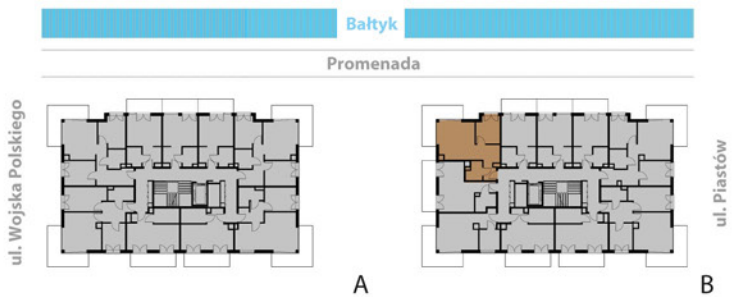 Bałtyk
Promenada
ul. Wojska Polskiego
ul. Piastów
A
B